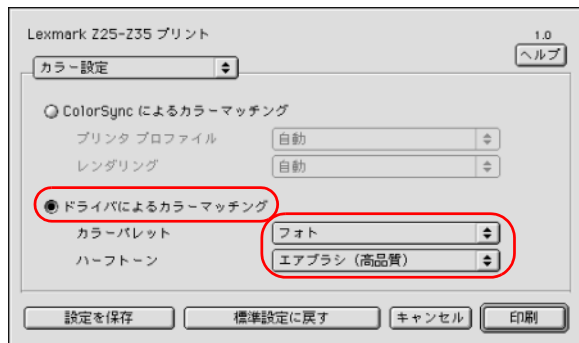 Lexmark Z25-Z35 プリント
1.0
カラー設定
ヘルプ
ColorSync によるカラーマッチング
プリンタ プロファイル 自動
レンダリング 自動
ドライバによるカラーマッチング
カラーパレット フォト
ハーフトーン エアブラシ（高品質）
設定を保存 標準設定に戻す キャンセル 印刷